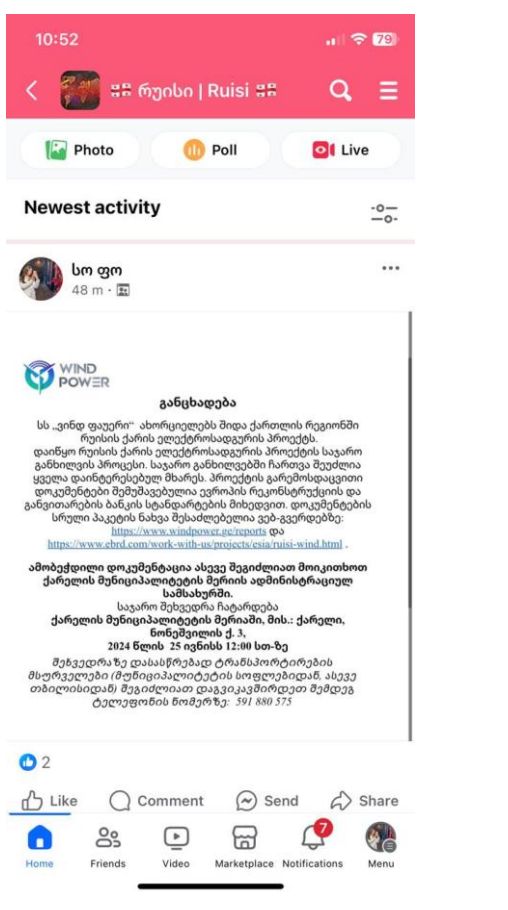 10:52
79
რუისი | Ruisi
Photo
Poll
Live
Newest activity
სო ფო
48 m ·
WIND
POWER
განცხადება
სს „ვინდ ფაუერი“ ახორციელებს შიდა ქართლის რეგიონში
რუისის ქარის ელექტროსადგურის პროექტს.
დაიწყო რუისის ქარის ელექტროსადგურის პროექტის საჯარო
განხილვის პროცესი. საჯარო განხილვებში ჩართვა შეუძლია
ყველა დაინტერესებულ მხარეს. პროექტის გარემოსდაცვითი
დოკუმენტები შემუშავებულია ევროპის რეკონსტრუქციის და
განვითარების ბანკის სტანდარტების მიხედვით. დოკუმენტების
სრული პაკეტის ნახვა შესაძლებელია ვებ-გვერდებზე:
https://www.windpower.ge/reports და
https://www.ebrd.com/work-with-us/projects/esia/ruisi-wind.html .
ამობეჭდილი დოკუმენტაცია ასევე შეგიძლიათ მოიკითხოთ
ქარელის მუნიციპალიტეტის მერიის ადმინისტრაციულ
სამსახურში.
საჯარო შეხვედრა ჩატარდება
ქარელის მუნიციპალიტეტის მერიაში, მის.: ქარელი,
ნონეშვილის ქ. 3,
2024 წლის 25 ივნისს 12:00 სთ-ზე
შეხვედრაზე დასასწრებად ტრანსპორტირების
მსურველები (მუნიციპალიტეტის სოფლებიდან, ასევე
თბილისიდან) შეგიძლიათ დაგვიკავშირდეთ შემდეგ
ტელეფონის ნომერზე: 591 880 575
2
Like
Comment
Send
Share
7
Home
Friends
Video
Marketplace
Notifications
Menu